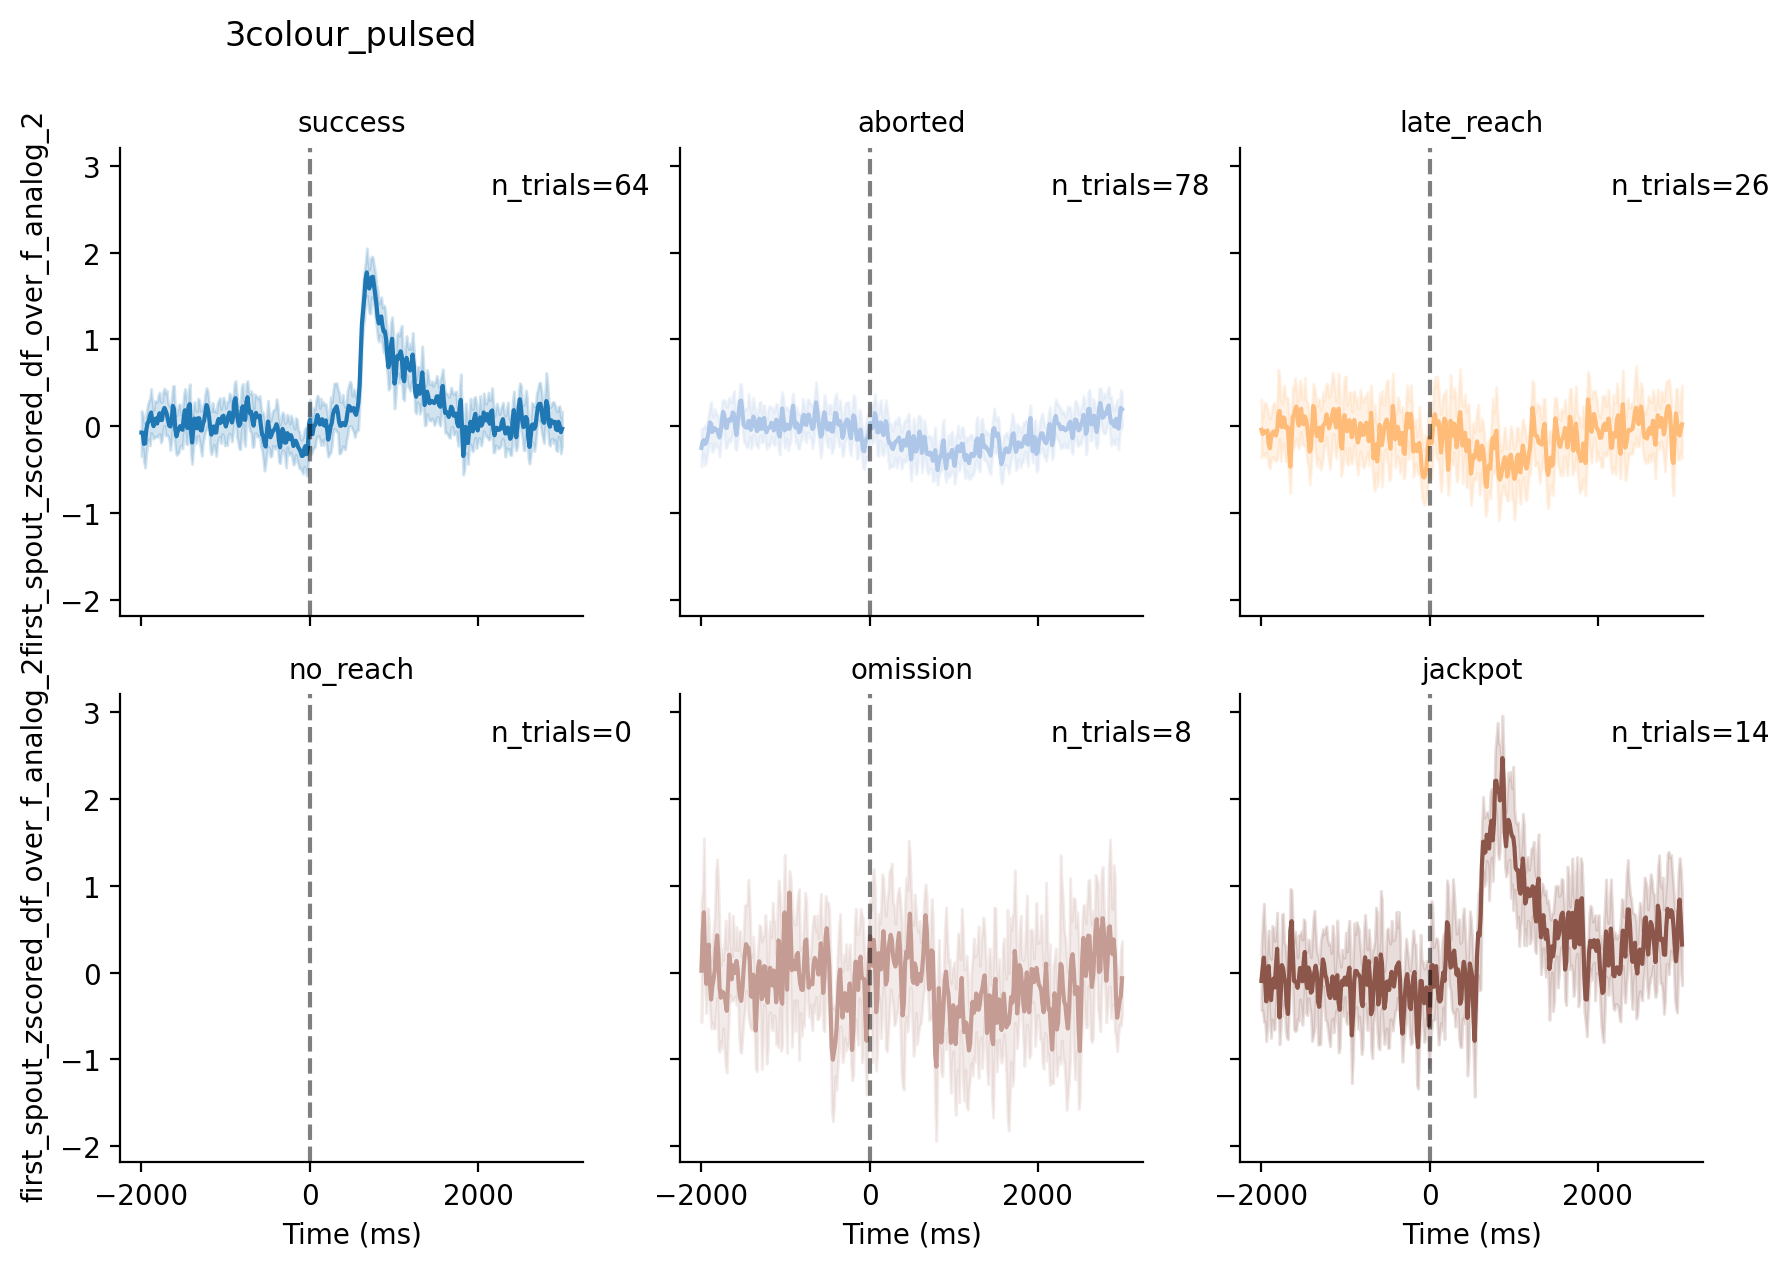 3colour_pulsed
success
aborted
late_reach
first_spout_zscored_df_over_f_analog_2
3
2
1
0
−1
−2
n_trials=64
n_trials=78
n_trials=26
no_reach
omission
jackpot
first_spout_zscored_df_over_f_analog_2
3
2
1
0
−1
−2
n_trials=0
n_trials=8
n_trials=14
−2000 0 2000
−2000 0 2000
−2000 0 2000
Time (ms)
Time (ms)
Time (ms)